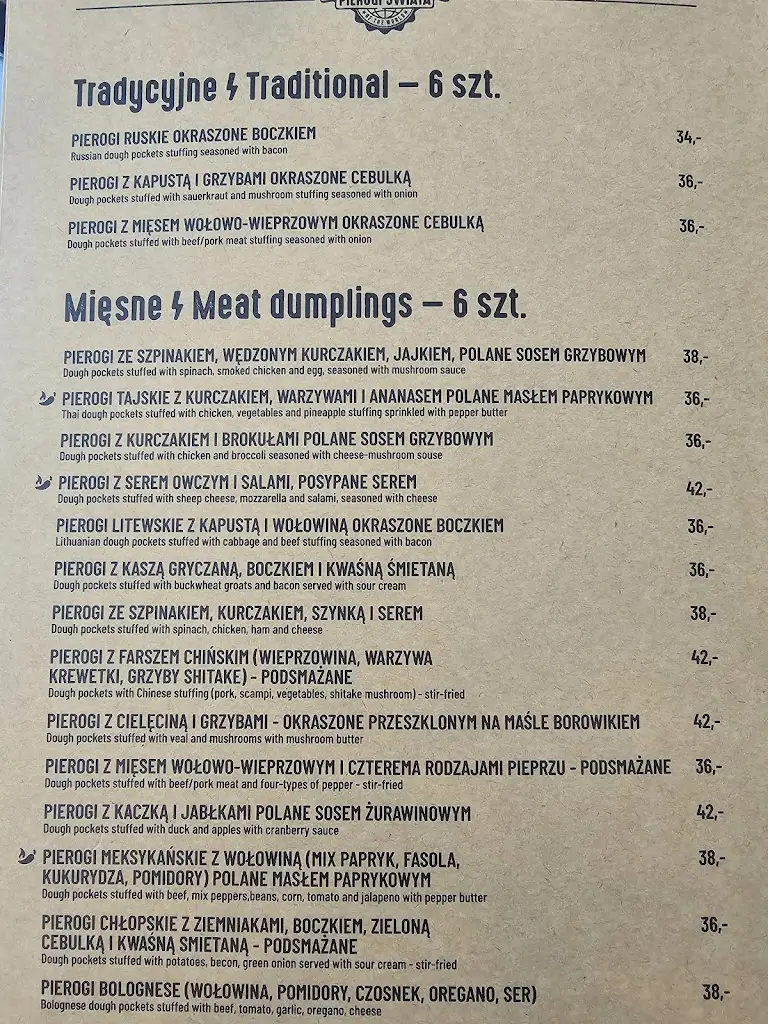 PIEROGI ŚWIATA
OF THE WORLD
Tradycyjne Traditional – 6 szt.
PIEROGI RUSKIE OKRASZONE BOCZKIEM 34,-
Russian dough pockets stuffing seasoned with bacon
PIEROGI Z KAPUSTĄ I GRZYBAMI OKRASZONE CEBULKĄ 36,-
Dough pockets stuffed with sauerkraut and mushroom stuffing seasoned with onion
PIEROGI Z MIĘSEM WOŁOWO-WIEPRZOWYM OKRASZONE CEBULKĄ 36,-
Dough pockets stuffed with beef/pork meat stuffing seasoned with onion
Mięsne Meat dumplings – 6 szt.
PIEROGI ZE SZPINAKIEM, WĘDZONYM KURCZAKIEM, JAJKIEM, POLANE SOSEM GRZYBOWYM 38,-
Dough pockets stuffed with spinach, smoked chicken and egg, seasoned with mushroom sauce
PIEROGI TAJSKIE Z KURCZAKIEM, WARZYWAMI I ANANASEM POLANE MASŁEM PAPRYKOWYM 36,-
Thai dough pockets stuffed with chicken, vegetables and pineapple stuffing sprinkled with pepper butter
PIEROGI Z KURCZAKIEM I BROKUŁAMI POLANE SOSEM GRZYBOWYM 36,-
Dough pockets stuffed with chicken and broccoli seasoned with cheese-mushroom souse
PIEROGI Z SEREM OWCZYM I SALAMI, POSYPANE SEREM 42,-
Dough pockets stuffed with sheep cheese, mozzarella and salami, seasoned with cheese
PIEROGI LITEWSKIE Z KAPUSTĄ I WOŁOWINĄ OKRASZONE BOCZKIEM 36,-
Lithuanian dough pockets stuffed with cabbage and beef stuffing seasoned with bacon
PIEROGI Z KASZĄ GRYCZANĄ, BOCZKIEM I KWAŚNĄ ŚMIETANĄ 36,-
Dough pockets stuffed with buckwheat groats and bacon served with sour cream
PIEROGI ZE SZPINAKIEM, KURCZAKIEM, SZYNKĄ I SEREM 38,-
Dough pockets stuffed with spinach, chicken, ham and cheese
PIEROGI Z FARSZEM CHIŃSKIM (WIEPRZOWINA, WARZYWA 42,-
KREWETKI, GRZYBY SHITAKE) - PODSMAŻANE
Dough pockets with Chinese stuffing (pork, scampi, vegetables, shitake mushroom) - stir-fried
PIEROGI Z CIELĘCINĄ I GRZYBAMI - OKRASZONE PRZESZKLONYM NA MAŚLE BOROWIKIEM 42,-
Dough pockets stuffed with veal and mushrooms with mushroom butter
PIEROGI Z MIĘSEM WOŁOWO-WIEPRZOWYM I CZTEREMA RODZAJAMI PIEPRZU - PODSMAŻANE 36,-
Dough pockets stuffed with beef/pork meat and four-types of pepper - stir-fried
PIEROGI Z KACZKĄ I JABŁKAMI POLANE SOSEM ŻURAWINOWYM 42,-
Dough pockets stuffed with duck and apples with cranberry sauce
PIEROGI MEKSYKAŃSKIE Z WOŁOWINĄ (MIX PAPRYK, FASOLA, 38,-
KUKURYDZA, POMIDORY) POLANE MASŁEM PAPRYKOWYM
Dough pockets stuffed with beef, mix peppers,beans, corn, tomato and jalapeno with pepper butter
PIEROGI CHŁOPSKIE Z ZIEMNIAKAMI, BOCZKIEM, ZIELONĄ 36,-
CEBULKĄ I KWAŚNĄ SMIETANĄ - PODSMAŻANE
Dough pockets stuffed with potatoes, becon, green onion served with sour cream - stir-fried
PIEROGI BOLOGNESE (WOŁOWINA, POMIDORY, CZOSNEK, OREGANO, SER) 38,-
Bolognese dough pockets stuffed with beef, tomato, garlic, oregano, cheese